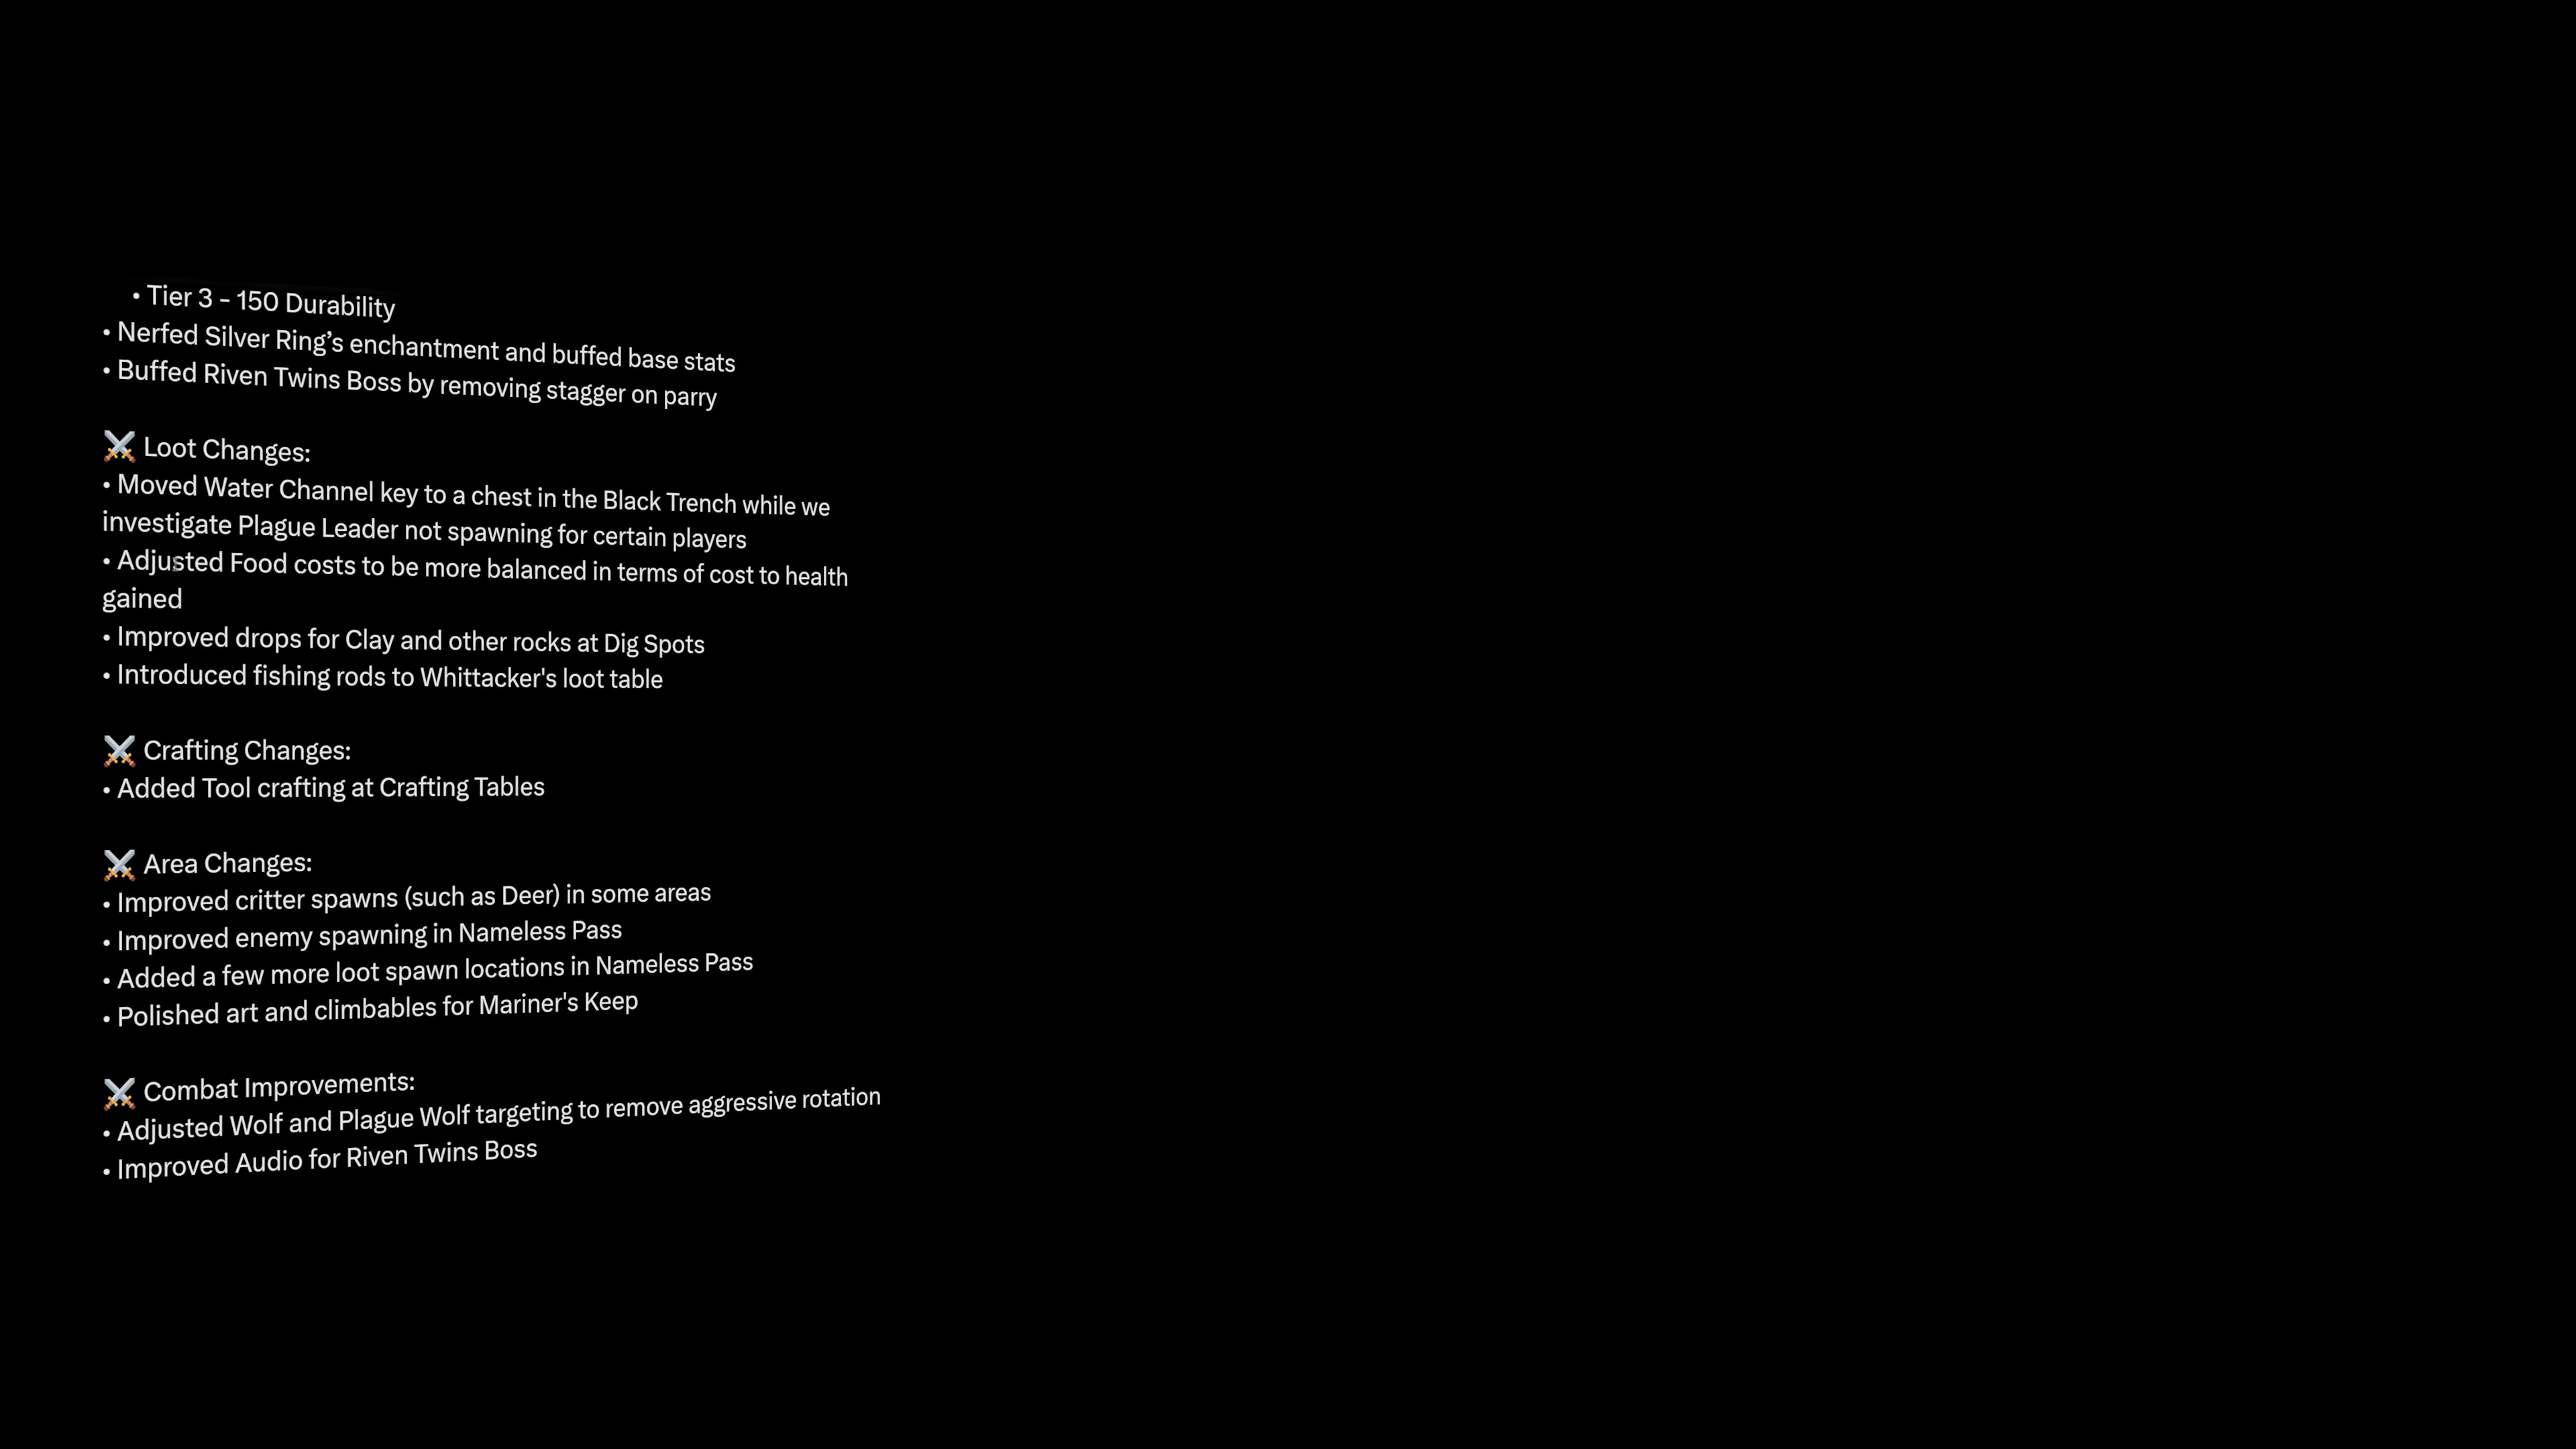 • Tier 3 - 150 Durability
• Nerfed Silver Ring’s enchantment and buffed base stats
• Buffed Riven Twins Boss by removing stagger on parry
⚔️ Loot Changes:
• Moved Water Channel key to a chest in the Black Trench while we
investigate Plague Leader not spawning for certain players
• Adjusted Food costs to be more balanced in terms of cost to health
gained
• Improved drops for Clay and other rocks at Dig Spots
• Introduced fishing rods to Whittacker's loot table
⚔️ Crafting Changes:
• Added Tool crafting at Crafting Tables
⚔️ Area Changes:
• Improved critter spawns (such as Deer) in some areas
• Improved enemy spawning in Nameless Pass
• Added a few more loot spawn locations in Nameless Pass
• Polished art and climbables for Mariner's Keep
⚔️ Combat Improvements:
• Adjusted Wolf and Plague Wolf targeting to remove aggressive rotation
• Improved Audio for Riven Twins Boss